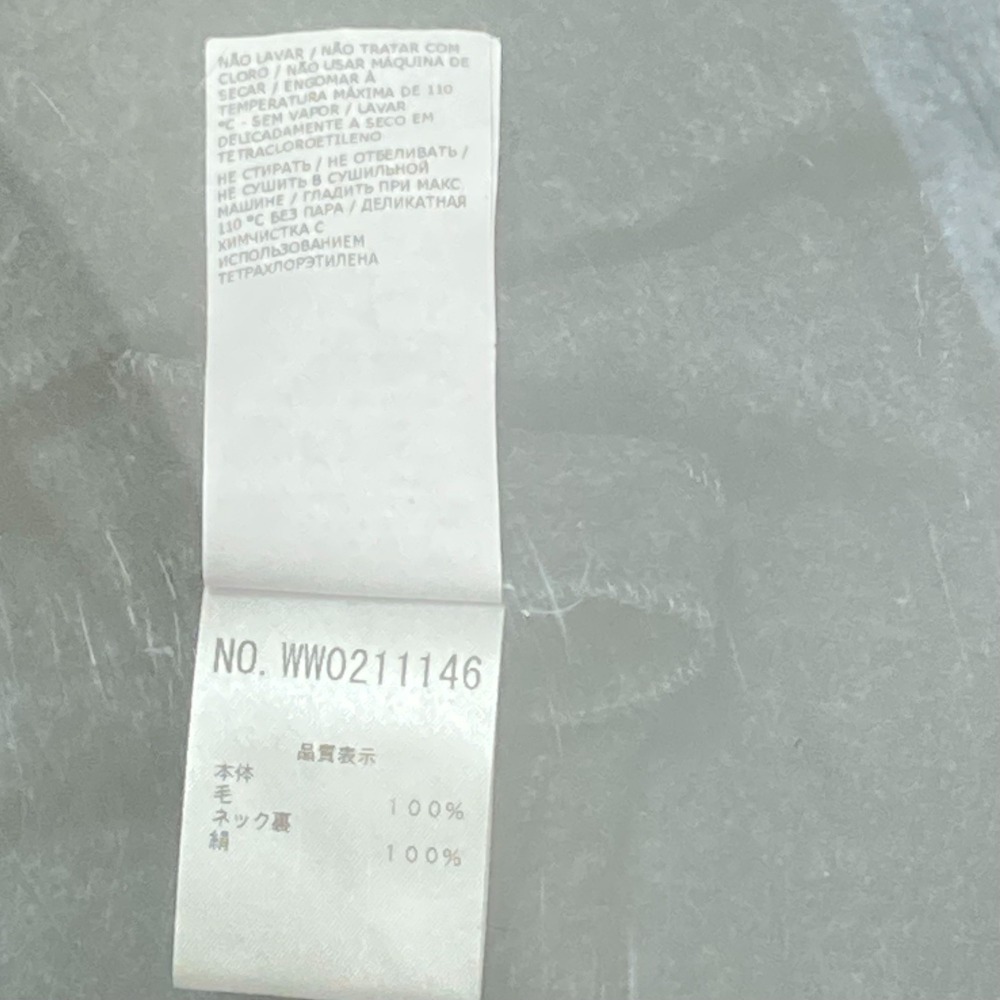 NÃO LAVAR / NÃO TRATAR COM
CLORO / NÃO USAR MÁQUINA DE
SECAR / ENGOMAR À
TEMPERATURA MÁXIMA DE 110
°C - SEM VAPOR / LAVAR
DELICADAMENTE A SECO EM
TETRACLOROETILENO
НЕ СТИРАТЬ / НЕ ОТБЕЛИВАТЬ /
НЕ СУШИТЬ В СУШИЛЬНОЙ
МАШИНЕ / ГЛАДИТЬ ПРИ МАКС
110 °C БЕЗ ПАРА / ДЕЛИКАТНАЯ
ХИМЧИСТКА С
ИСПОЛЬЗОВАНИЕМ
ТЕТРАХЛОРЭТИЛЕНА
NO. WW0211146
品質表示
本体
毛 100%
ネック裏
絹 100%